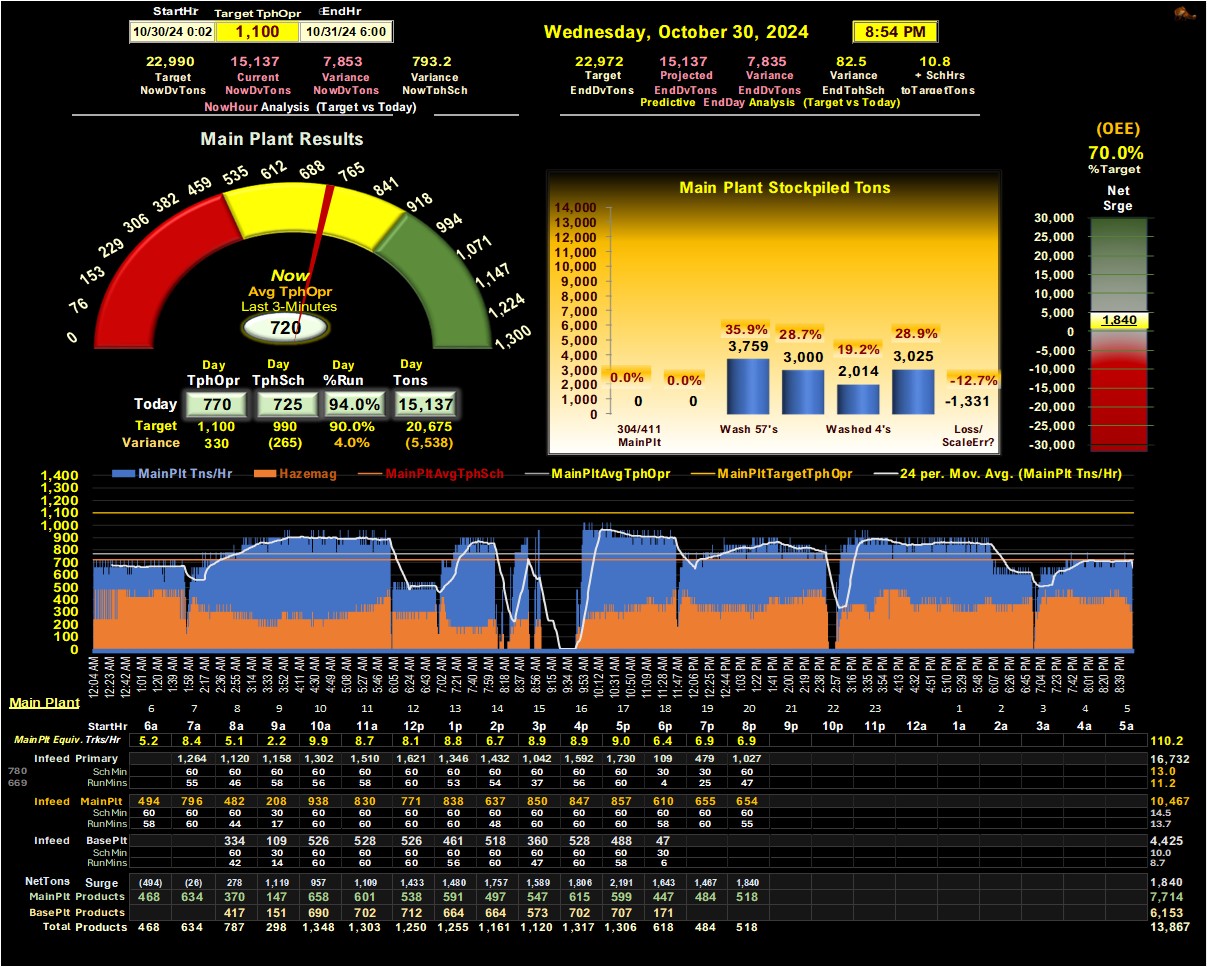 StartHr Target TphOpr EndHr
10/30/24 0:02 1,100 10/31/24 6:00
Wednesday, October 30, 2024 8:54 PM
22,990 15,137 7,853 793.2
Target Current Variance Variance
NowDvTons NowDvTons NowDvTons NowTphSch
NowHour Analysis (Target vs Today)
22,972 15,137 7,835 82.5 10.8
Target Projected Variance Variance + SchHrs
EndDvTons EndDvTons EndDvTons EndTphSch toTargetTons
Predictive EndDay Analysis (Target vs Today)
(OEE)
70.0%
%Target
Net
Srge
30,000
25,000
20,000
15,000
10,000
5,000
1,840
0
-5,000
-10,000
-15,000
-20,000
-25,000
-30,000
Main Plant Results
0 76 153 229 306 382 459 535 612 688 765 841 918 994 1,071 1,147 1,224 1,300
Now
Avg TphOpr
Last 3-Minutes
720
Day Day Day Day
TphOpr TphSch %Run Tons
Today 770 725 94.0% 15,137
Target 1,100 990 90.0% 20,675
Variance 330 (265) 4.0% (5,538)
Main Plant Stockpiled Tons
14,000
13,000
12,000
11,000
10,000
9,000
8,000
7,000
6,000
5,000
4,000
3,000
2,000
1,000
0
0.0% 0.0% 35.9% 28.7% 19.2% 28.9% -12.7%
0 0 3,759 3,000 2,014 3,025 -1,331
304/411 Wash 57's Washed 4's Loss/
MainPlt ScaleErr?
MainPlt Tns/Hr Hazemag MainPltAvgTphSch MainPltAvgTphOpr MainPltTargetTphOpr 24 per. Mov. Avg. (MainPlt Tns/Hr)
1,400
1,300
1,200
1,100
1,000
900
800
700
600
500
400
300
200
100
0
12:04 AM 12:23 AM 12:42 AM 1:01 AM 1:20 AM 1:39 AM 1:58 AM 2:17 AM 2:36 AM 2:55 AM 3:14 AM 3:33 AM 3:52 AM 4:11 AM 4:30 AM 4:49 AM 5:08 AM 5:27 AM 5:46 AM 6:05 AM 6:24 AM 6:43 AM 7:02 AM 7:21 AM 7:40 AM 7:59 AM 8:18 AM 8:37 AM 8:56 AM 9:15 AM 9:34 AM 9:53 AM 10:12 AM 10:31 AM 10:50 AM 11:09 AM 11:28 AM 11:47 AM 12:06 PM 12:25 PM 12:44 PM 1:03 PM 1:22 PM 1:41 PM 2:00 PM 2:19 PM 2:38 PM 2:57 PM 3:16 PM 3:35 PM 3:54 PM 4:13 PM 4:32 PM 4:51 PM 5:10 PM 5:29 PM 5:48 PM 6:07 PM 6:26 PM 6:45 PM 7:04 PM 7:23 PM 7:42 PM 8:01 PM 8:20 PM 8:39 PM
Main Plant 6 7 8 9 10 11 12 13 14 15 16 17 18 19 20 21 22 23 1 2 3 4 5
StartHr 6a 7a 8a 9a 10a 11a 12p 1p 2p 3p 4p 5p 6p 7p 8p 9p 10p 11p 12a 1a 2a 3a 4a 5a
MainPlt Equiv. Trks/Hr 5.2 8.4 5.1 2.2 9.9 8.7 8.1 8.8 6.7 8.9 8.9 9.0 6.4 6.9 6.9 110.2
Infeed Primary 1,264 1,120 1,158 1,302 1,510 1,621 1,346 1,432 1,042 1,592 1,730 109 479 1,027 16,732
780 SchMin 60 60 60 60 60 60 60 60 60 60 60 30 30 60 13.0
669 RunMins 55 46 58 56 58 60 53 54 37 56 60 4 25 47 11.2
Infeed MainPlt 494 796 482 208 938 830 771 838 637 850 847 857 610 655 654 10,467
SchMin 60 60 60 30 60 60 60 60 60 60 60 60 60 60 60 14.5
RunMins 58 60 44 17 60 60 60 60 48 60 60 60 58 60 55 13.7
Infeed BasePlt 334 109 526 528 526 461 518 360 528 488 47 4,425
SchMin 60 30 60 60 60 60 60 60 60 60 30 10.0
RunMins 42 14 60 60 60 56 60 47 60 58 6 8.7
NetTons Surge (494) (26) 278 1,119 957 1,109 1,433 1,480 1,757 1,589 1,806 2,191 1,643 1,467 1,840 1,840
MainPlt Products 468 634 370 147 658 601 538 591 497 547 615 599 447 484 518 7,714
BasePlt Products 417 151 690 702 712 664 664 573 702 707 171 6,153
Total Products 468 634 787 298 1,348 1,303 1,250 1,255 1,161 1,120 1,317 1,306 618 484 518 13,867